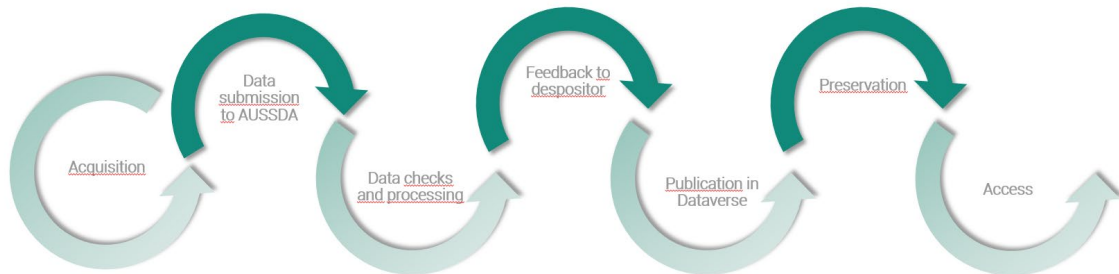 Acquisition
Data
submission
to AUSSDA
Data checks
and processing
Feedback to
despositor
Publication in
Dataverse
Preservation
Access